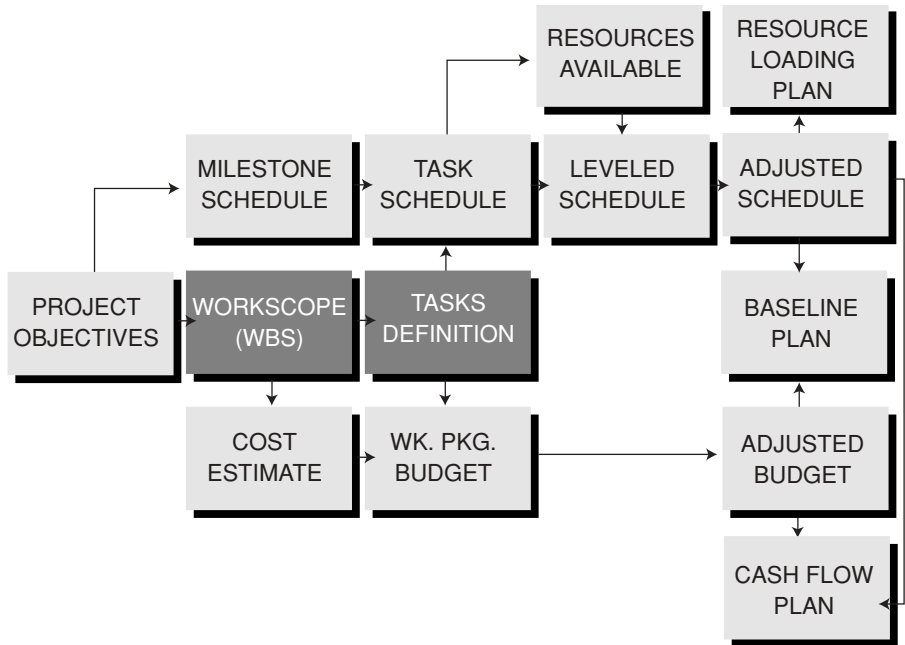 RESOURCES
AVAILABLE
RESOURCE
LOADING
PLAN
MILESTONE
SCHEDULE
TASK
SCHEDULE
LEVELED
SCHEDULE
ADJUSTED
SCHEDULE
PROJECT
OBJECTIVES
WORKSCOPE
(WBS)
TASKS
DEFINITION
BASELINE
PLAN
COST
ESTIMATE
WK. PKG.
BUDGET
ADJUSTED
BUDGET
CASH FLOW
PLAN